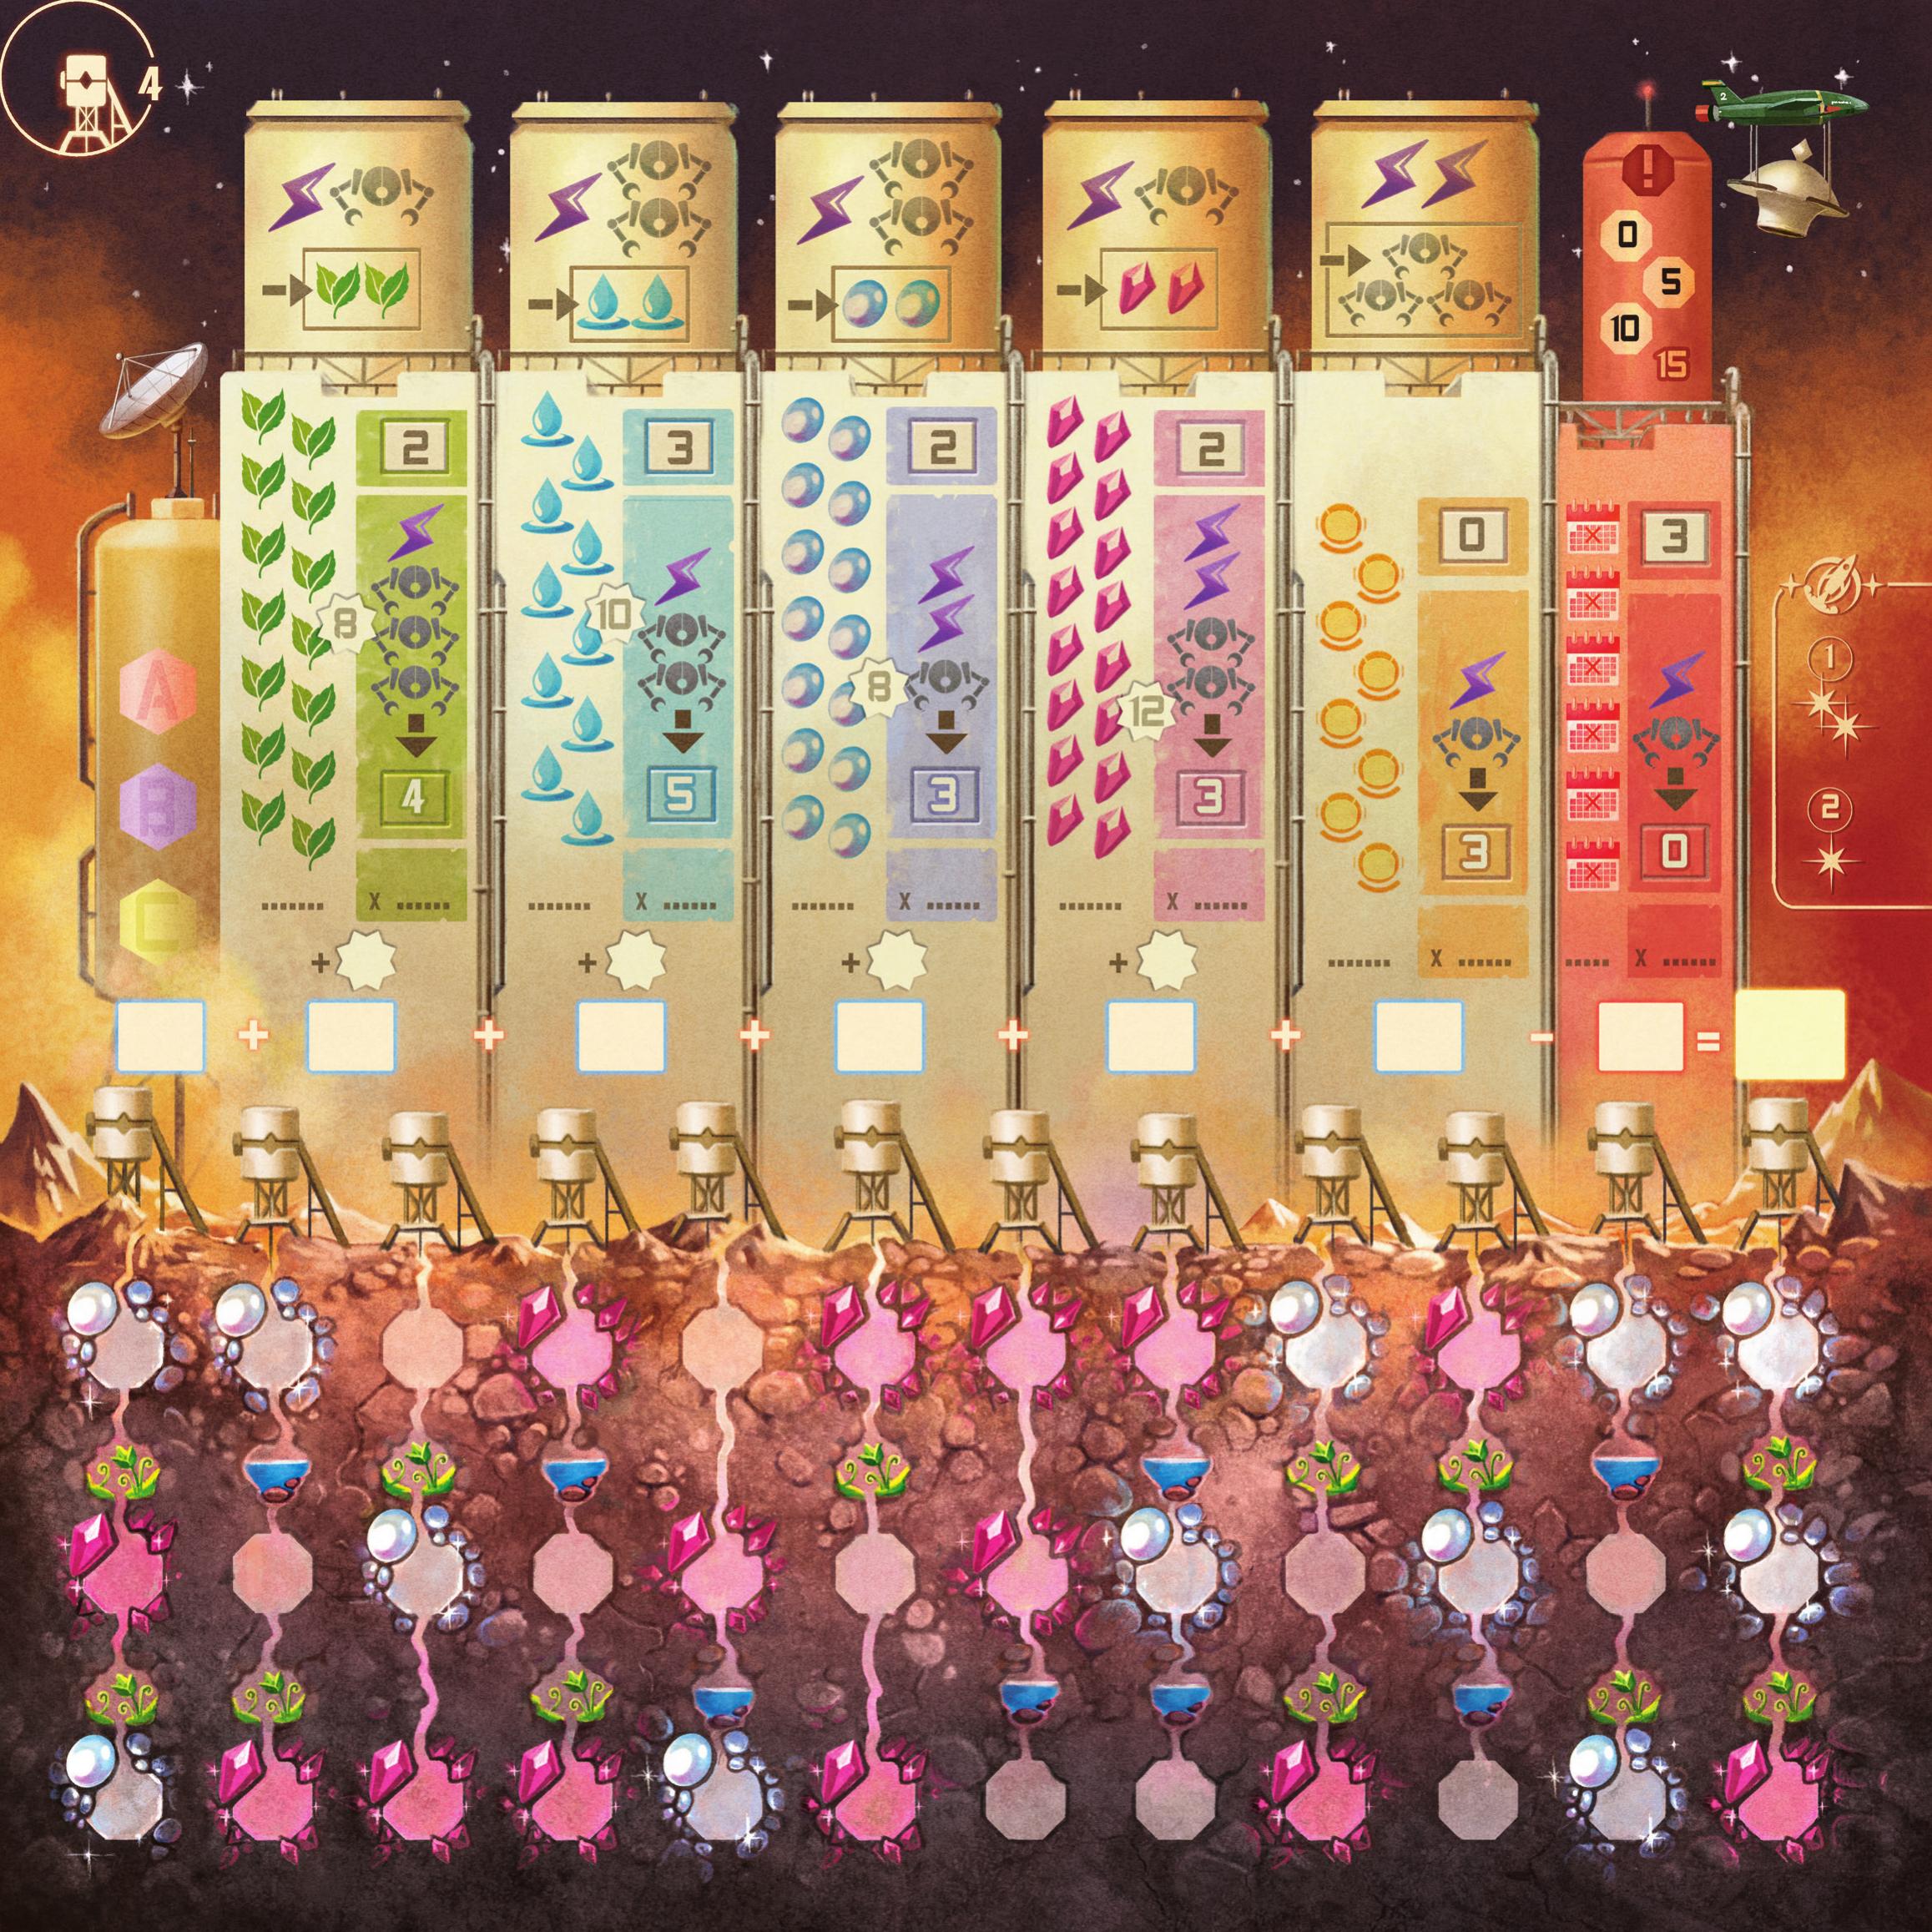 4
2
!
0
5
10
15
2
3
2
2
0
3
8
10
8
12
A
B
C
1
2
4
5
3
3
3
0
....... X ......
....... X ......
....... X ......
....... X ......
....... X ......
..... X ......
+ + + +
+ + + + + - =